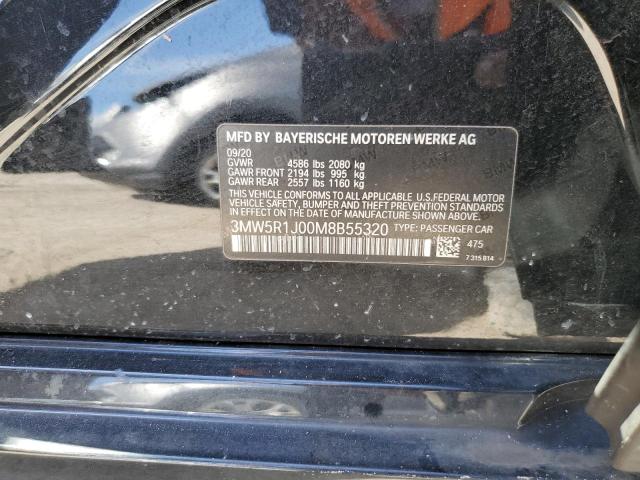 MFD BY BAYERISCHE MOTOREN WERKE AG
09/20
GVWR 4586 lbs 2080 kg
GAWR FRONT 2194 lbs 995 kg
GAWR REAR 2557 lbs 1160 kg
THIS VEHICLE CONFORMS TO ALL APPLICABLE U.S.FEDERAL MOTOR
VEHICLE SAFETY, BUMPER AND THEFT PREVENTION STANDARDS
IN EFFECT ON THE DATE OF MANUFACTURE SHOWN ABOVE.
3MW5R1J00M8B55320 TYPE: PASSENGER CAR
475
7 315 814